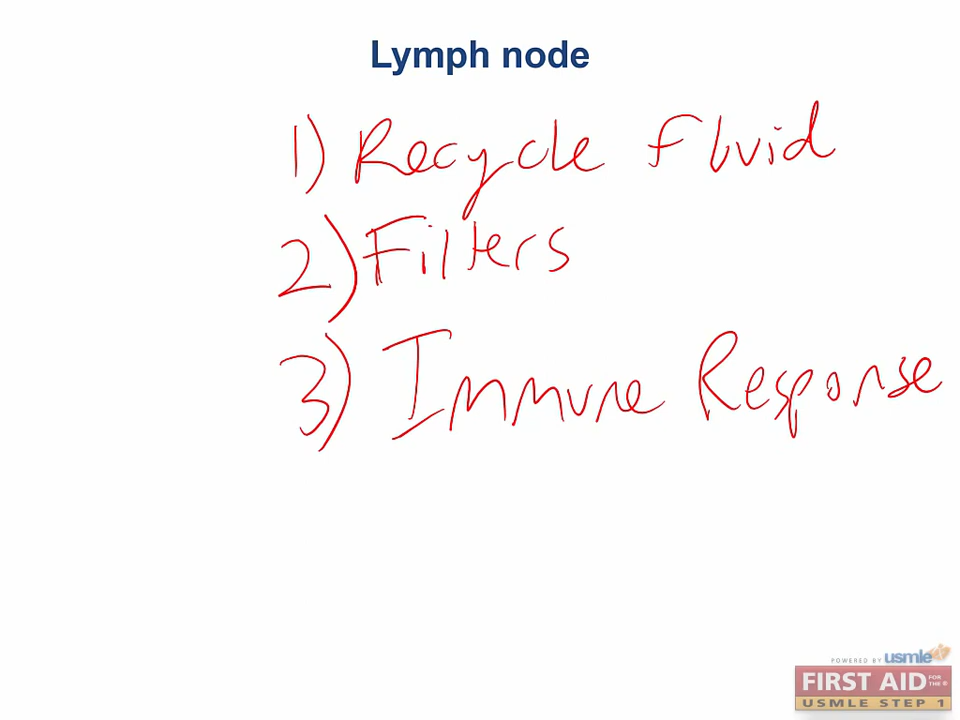 Lymph node
1) Recycle Fluid
2) Filters
3) Immune Response
POWERED BY usmle
FIRST AID FOR THE®
USMLE STEP 1